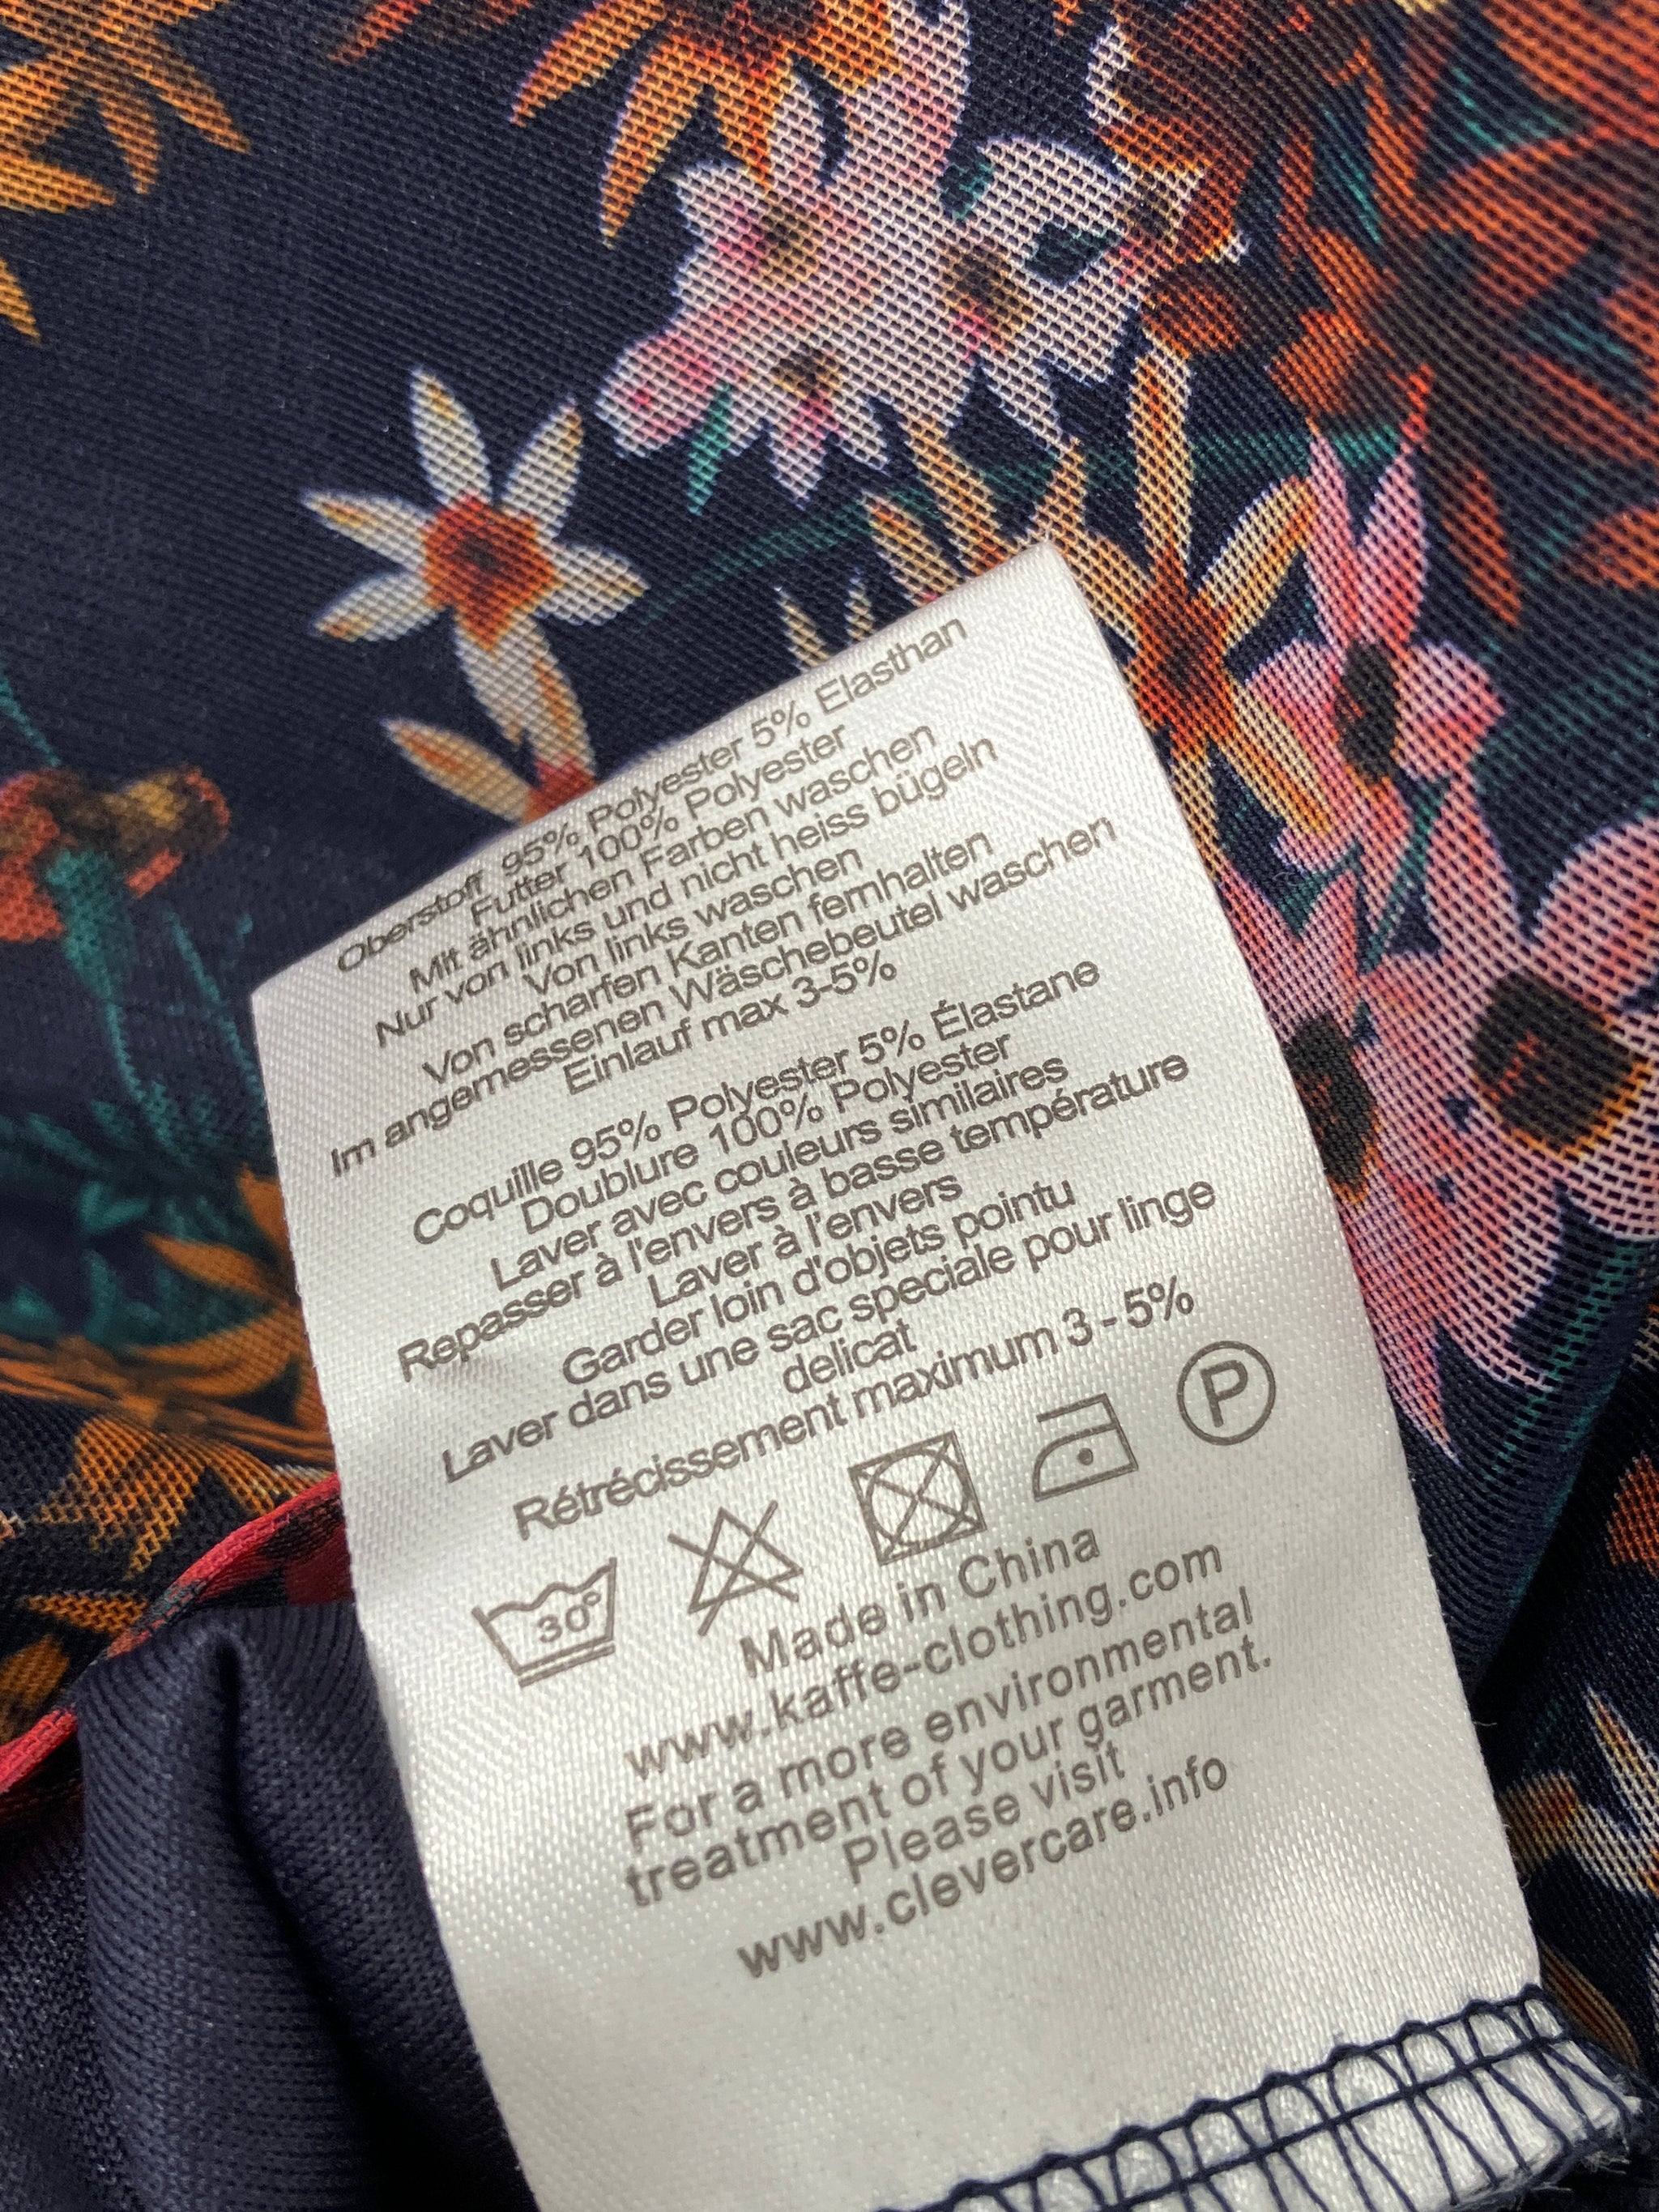 Oberstoff 95% Polyester 5% Elasthan
Futter 100% Polyester
Mit ähnlichen Farben waschen
Nur von links und nicht heiss bügeln
Von links waschen
Von scharfen Kanten fernhalten
Im angemessenen Wäschebeutel waschen
Einlauf max 3-5%
Coquille 95% Polyester 5% Élastane
Doublure 100% Polyester
Laver avec couleurs similaires
Repasser à l'envers à basse température
Laver à l'envers
Garder loin d'objets pointu
Laver dans une sac speciale pour linge
delicat
Rétrécissement maximum 3 - 5%
30° P
Made in China
www.kaffe-clothing.com
For a more environmental
treatment of your garment.
Please visit
www.clevercare.info